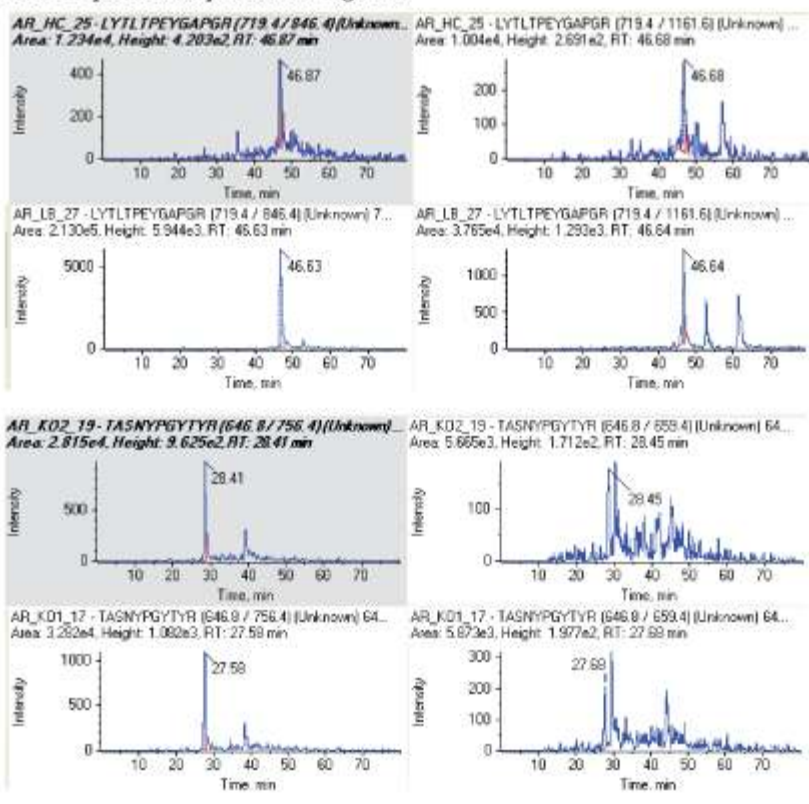 AR_HC_25 - LYTLTPEYGAPGR (719.4 / 846.4) (Unknown...
Area: 1.234e4, Height: 4.203e2, RT: 46.87 min
Intensity
400
200
0
46.87
10 20 30 40 50 60 70
Time, min
AR_HC_25 - LYTLTPEYGAPGR (719.4 / 1161.6) (Unknown) ...
Area: 1.004e4, Height: 2.691e2, RT: 46.68 min
Intensity
200
100
0
46.68
10 20 30 40 50 60 70
Time, min
AR_LB_27 - LYTLTPEYGAPGR (719.4 / 846.4) (Unknown) 7...
Area: 2.130e5, Height: 5.944e3, RT: 46.63 min
Intensity
5000
0
46.63
10 20 30 40 50 60 70
Time, min
AR_LB_27 - LYTLTPEYGAPGR (719.4 / 1161.6) (Unknown) ...
Area: 3.765e4, Height: 1.293e3, RT: 46.64 min
Intensity
1000
500
0
46.64
10 20 30 40 50 60 70
Time, min
AR_KO2_19 - TASNYPGYTYR (646.8 / 756.4) (Unknown) ...
Area: 2.815e4, Height: 9.625e2, RT: 28.41 min
Intensity
500
0
28.41
10 20 30 40 50 60 70
Time, min
AR_KO2_19 - TASNYPGYTYR (646.8 / 659.4) (Unknown) 64...
Area: 5.665e3, Height: 1.712e2, RT: 28.45 min
Intensity
100
0
28.45
10 20 30 40 50 60 70
Time, min
AR_KO1_17 - TASNYPGYTYR (646.8 / 756.4) (Unknown) 64...
Area: 3.282e4, Height: 1.082e3, RT: 27.58 min
Intensity
1000
500
0
27.58
10 20 30 40 50 60 70
Time, min
AR_KO1_17 - TASNYPGYTYR (646.8 / 659.4) (Unknown) 64...
Area: 5.873e3, Height: 1.977e2, RT: 27.68 min
Intensity
300
200
100
0
27.68
10 20 30 40 50 60 70
Time, min